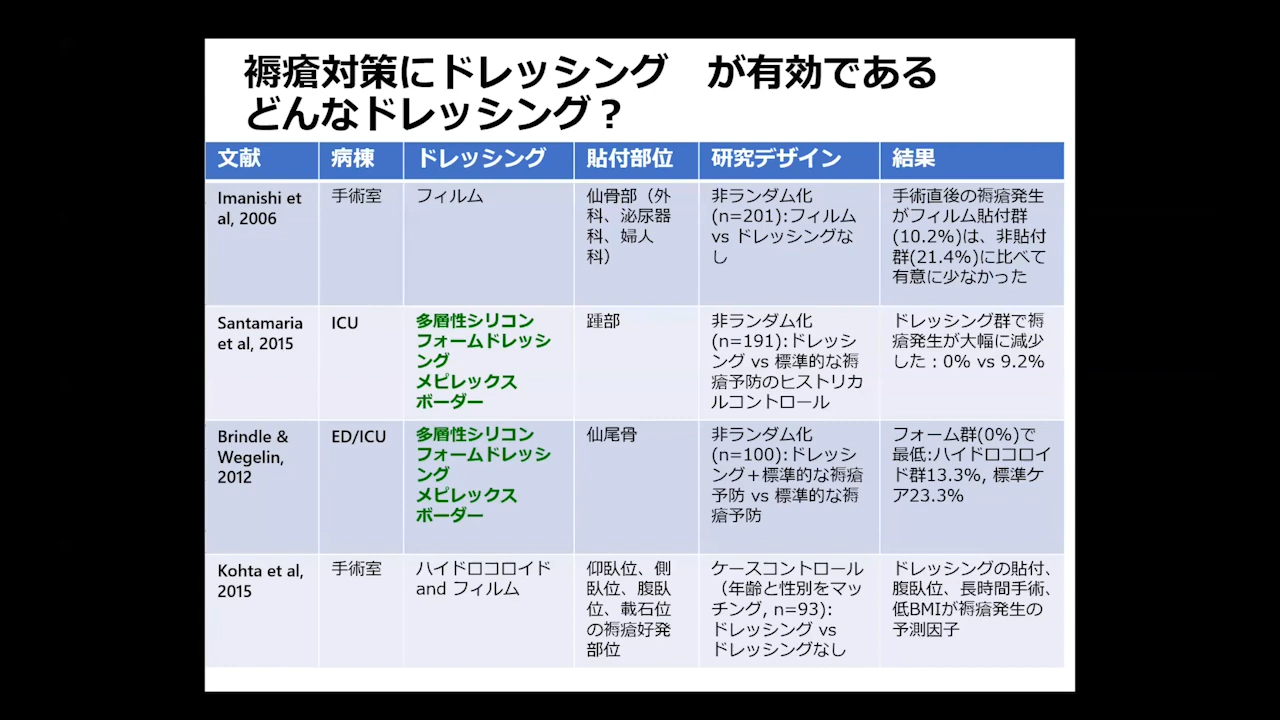 褥瘡対策にドレッシング　が有効である
どんなドレッシング？
文献
病棟
ドレッシング
貼付部位
研究デザイン
結果
Imanishi et
al, 2006
手術室
フィルム
仙骨部（外
科、泌尿器
科、婦人
科）
非ランダム化
(n=201):フィルム
vs ドレッシングな
し
手術直後の褥瘡発生
がフィルム貼付群
(10.2%)は、非貼付
群(21.4%)に比べて
有意に少なかった
Santamaria
et al, 2015
ICU
多層性シリコン
フォームドレッシ
ング
メピレックス
ボーダー
踵部
非ランダム化
(n=191):ドレッシ
ング vs 標準的な褥
瘡予防のヒストリカ
ルコントロール
ドレッシング群で褥
瘡発生が大幅に減少
した：0% vs 9.2%
Brindle &
Wegelin,
2012
ED/ICU
多層性シリコン
フォームドレッシ
ング
メピレックス
ボーダー
仙尾骨
非ランダム化
(n=100):ドレッシ
ング＋標準的な褥瘡
予防 vs 標準的な褥
瘡予防
フォーム群(0%)で
最低:ハイドロコロイ
ド群13.3%, 標準ケ
ア23.3%
Kohta et al,
2015
手術室
ハイドロコロイド
and フィルム
仰臥位、側
臥位、腹臥
位、載石位
の褥瘡好発
部位
ケースコントロール
（年齢と性別をマッ
チング, n=93):
ドレッシング vs
ドレッシングなし
ドレッシングの貼付、
腹臥位、長時間手術、
低BMIが褥瘡発生の
予測因子